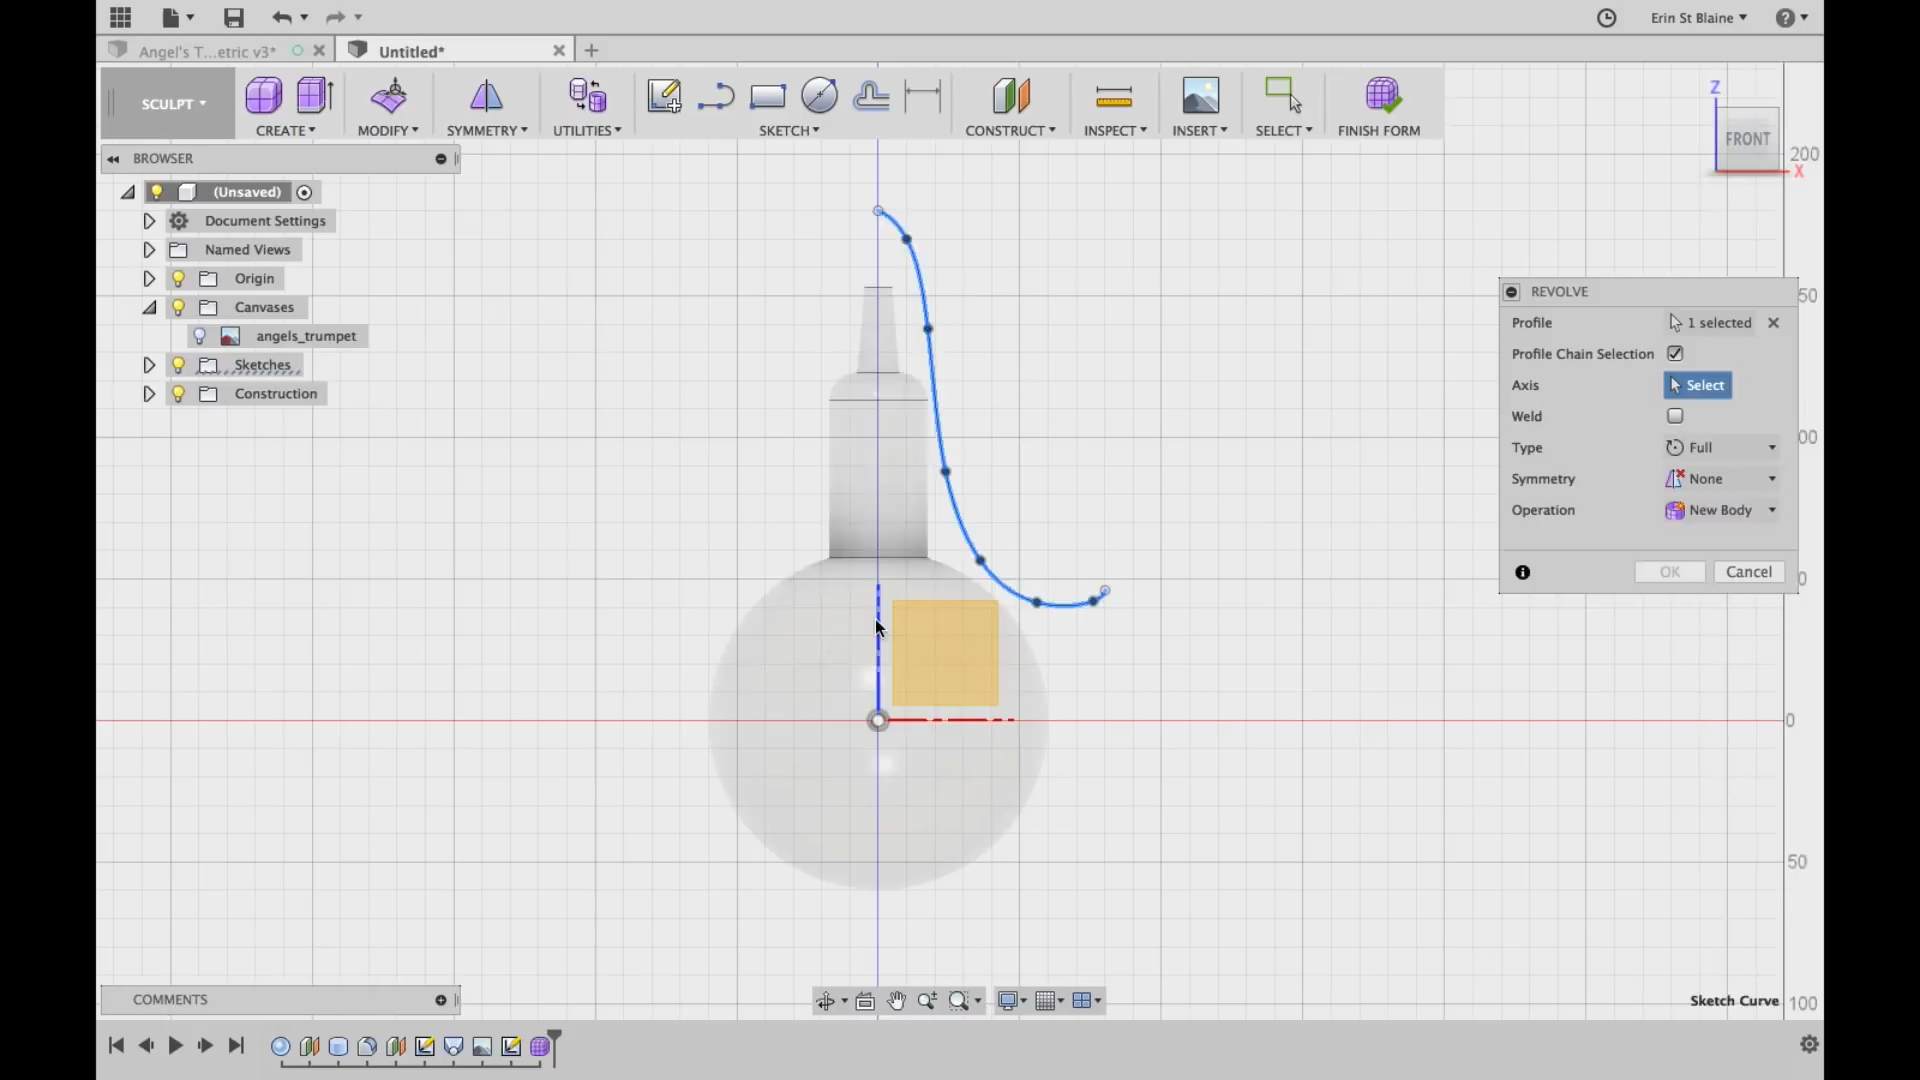 Erin St Blaine
?
Angel's T...etric v3*
Untitled*
SCULPT
CREATE
MODIFY
SYMMETRY
UTILITIES
SKETCH
CONSTRUCT
INSPECT
INSERT
SELECT
FINISH FORM
Z
FRONT
X
200
BROWSER
(Unsaved)
Document Settings
Named Views
Origin
Canvases
angels_trumpet
Sketches
Construction
REVOLVE
50
Profile
1 selected
Profile Chain Selection
Axis
Select
Weld
Type
Full
00
Symmetry
None
Operation
New Body
OK
Cancel
0
0
50
COMMENTS
Sketch Curve
100